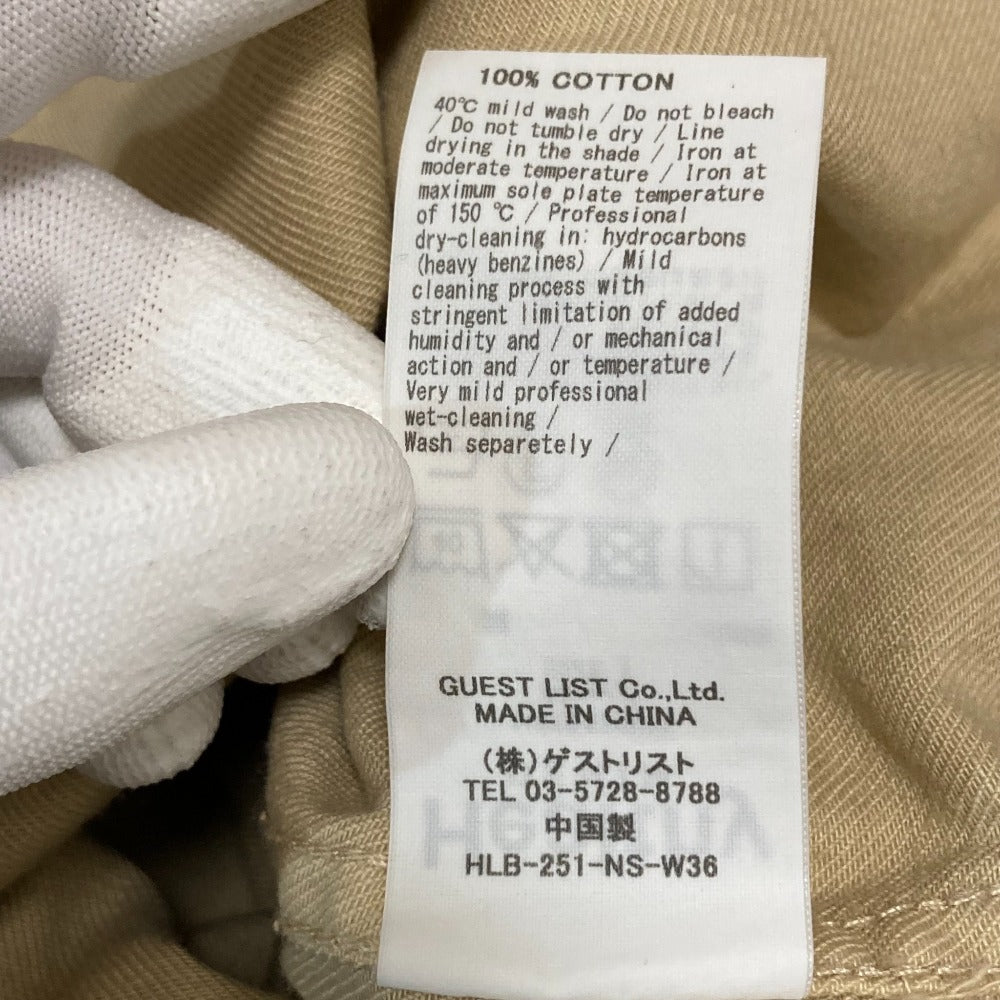 100% COTTON
40℃ mild wash / Do not bleach
/ Do not tumble dry / Line
drying in the shade / Iron at
moderate temperature / Iron at
maximum sole plate temperature
of 150 ℃ / Professional
dry-cleaning in: hydrocarbons
(heavy benzines) / Mild
cleaning process with
stringent limitation of added
humidity and / or mechanical
action and / or temperature /
Very mild professional
wet-cleaning /
Wash separetely /
GUEST LIST Co.,Ltd.
MADE IN CHINA
(株)ゲストリスト
TEL 03-5728-8788
中国製
HLB-251-NS-W36